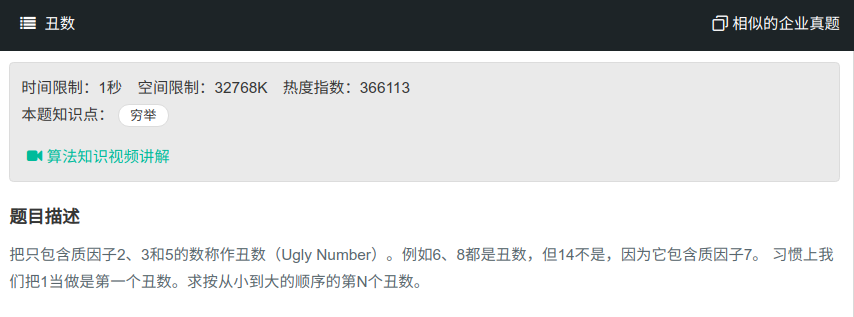 丑数
相似的企业真题
时间限制：1秒 空间限制：32768K 热度指数：366113
本题知识点： 穷举
算法知识视频讲解
题目描述
把只包含质因子2、3和5的数称作丑数（Ugly Number）。例如6、8都是丑数，但14不是，因为它包含质因子7。 习惯上我
们把1当做是第一个丑数。求按从小到大的顺序的第N个丑数。